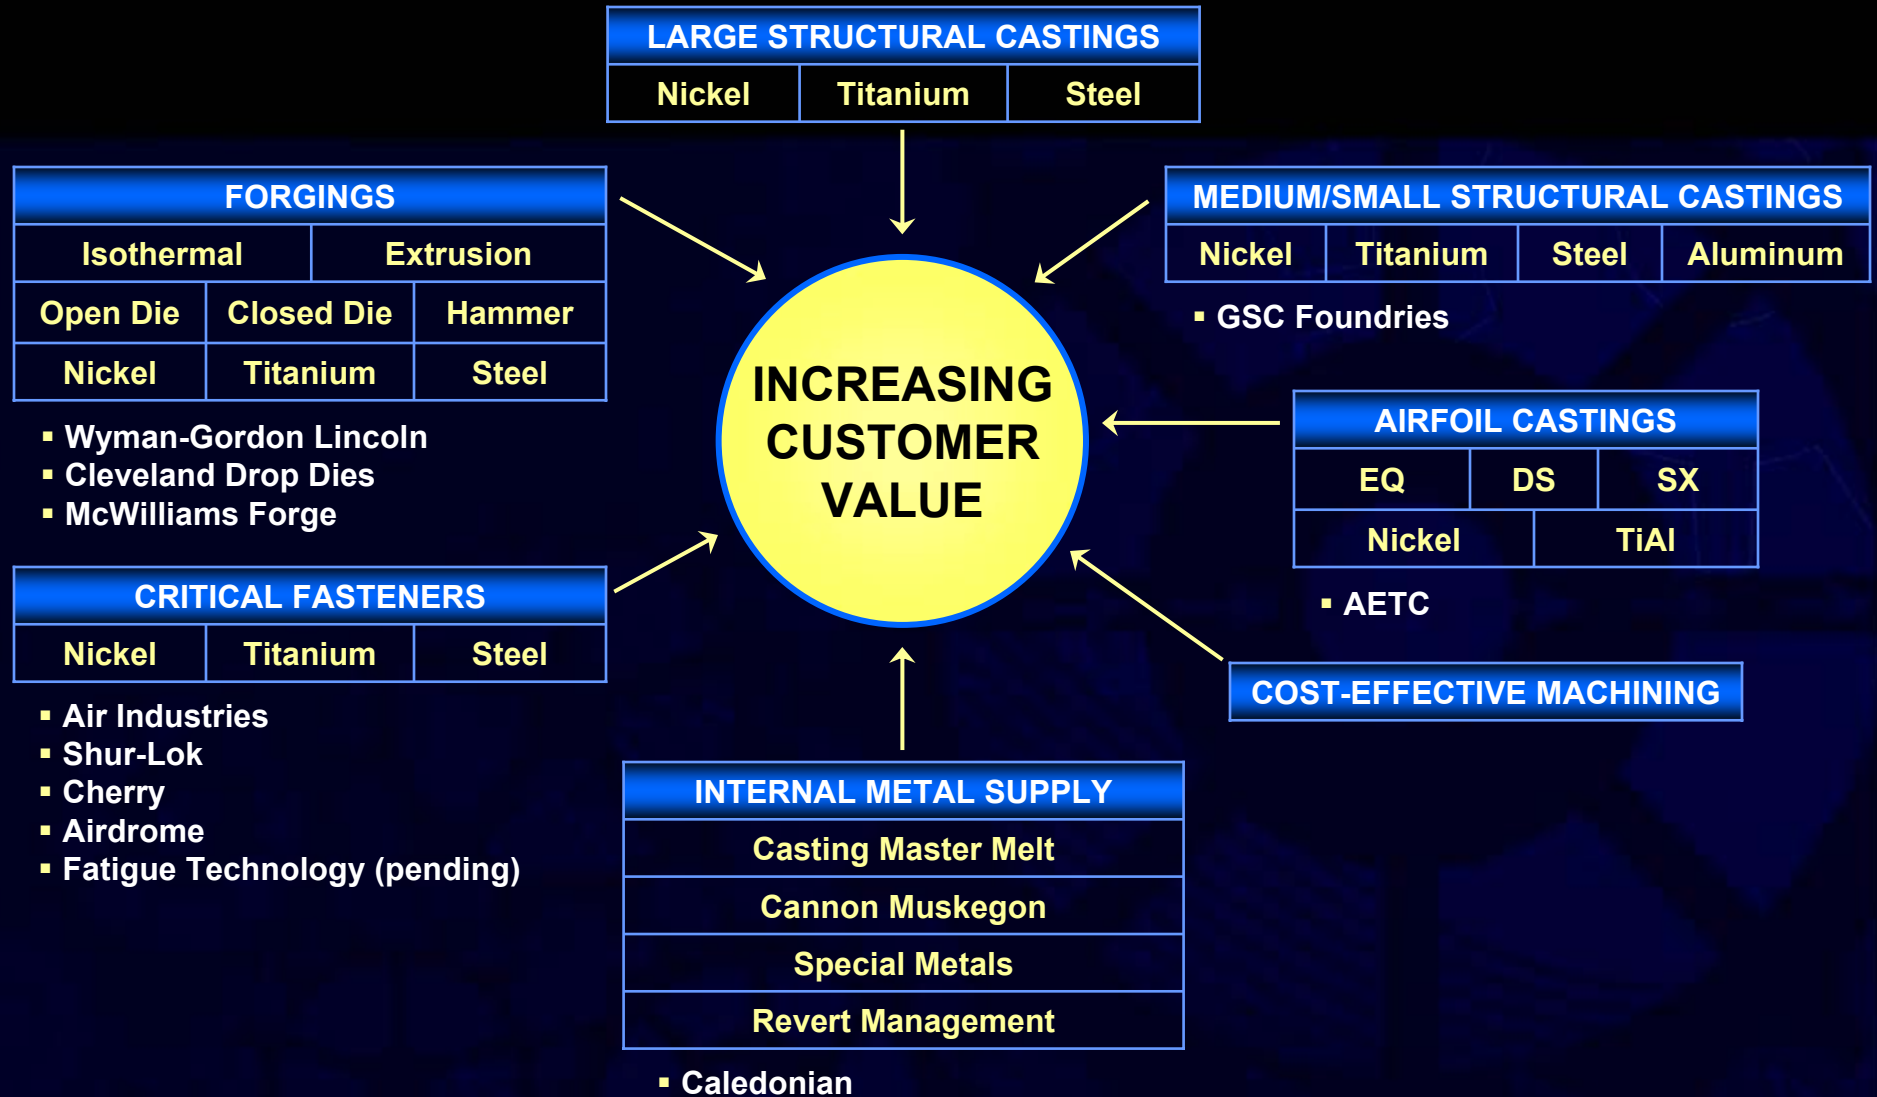 LARGE STRUCTURAL CASTINGS
Nickel Titanium Steel
FORGINGS
Isothermal Extrusion
Open Die Closed Die Hammer
Nickel Titanium Steel
▪ Wyman-Gordon Lincoln
▪ Cleveland Drop Dies
▪ McWilliams Forge
MEDIUM/SMALL STRUCTURAL CASTINGS
Nickel Titanium Steel Aluminum
▪ GSC Foundries
INCREASING
CUSTOMER
VALUE
AIRFOIL CASTINGS
EQ DS SX
Nickel TiAl
▪ AETC
CRITICAL FASTENERS
Nickel Titanium Steel
▪ Air Industries
▪ Shur-Lok
▪ Cherry
▪ Airdrome
▪ Fatigue Technology (pending)
COST-EFFECTIVE MACHINING
INTERNAL METAL SUPPLY
Casting Master Melt
Cannon Muskegon
Special Metals
Revert Management
▪ Caledonian